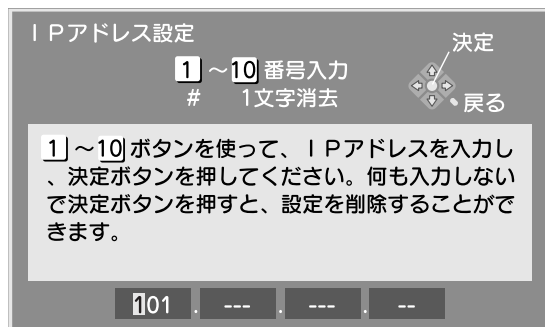 IPアドレス設定
決定
1～10番号入力
# 1文字消去
戻る
1～10ボタンを使って、IPアドレスを入力し
、決定ボタンを押してください。何も入力しない
で決定ボタンを押すと、設定を削除することがで
きます。
101 . --- . --- . --